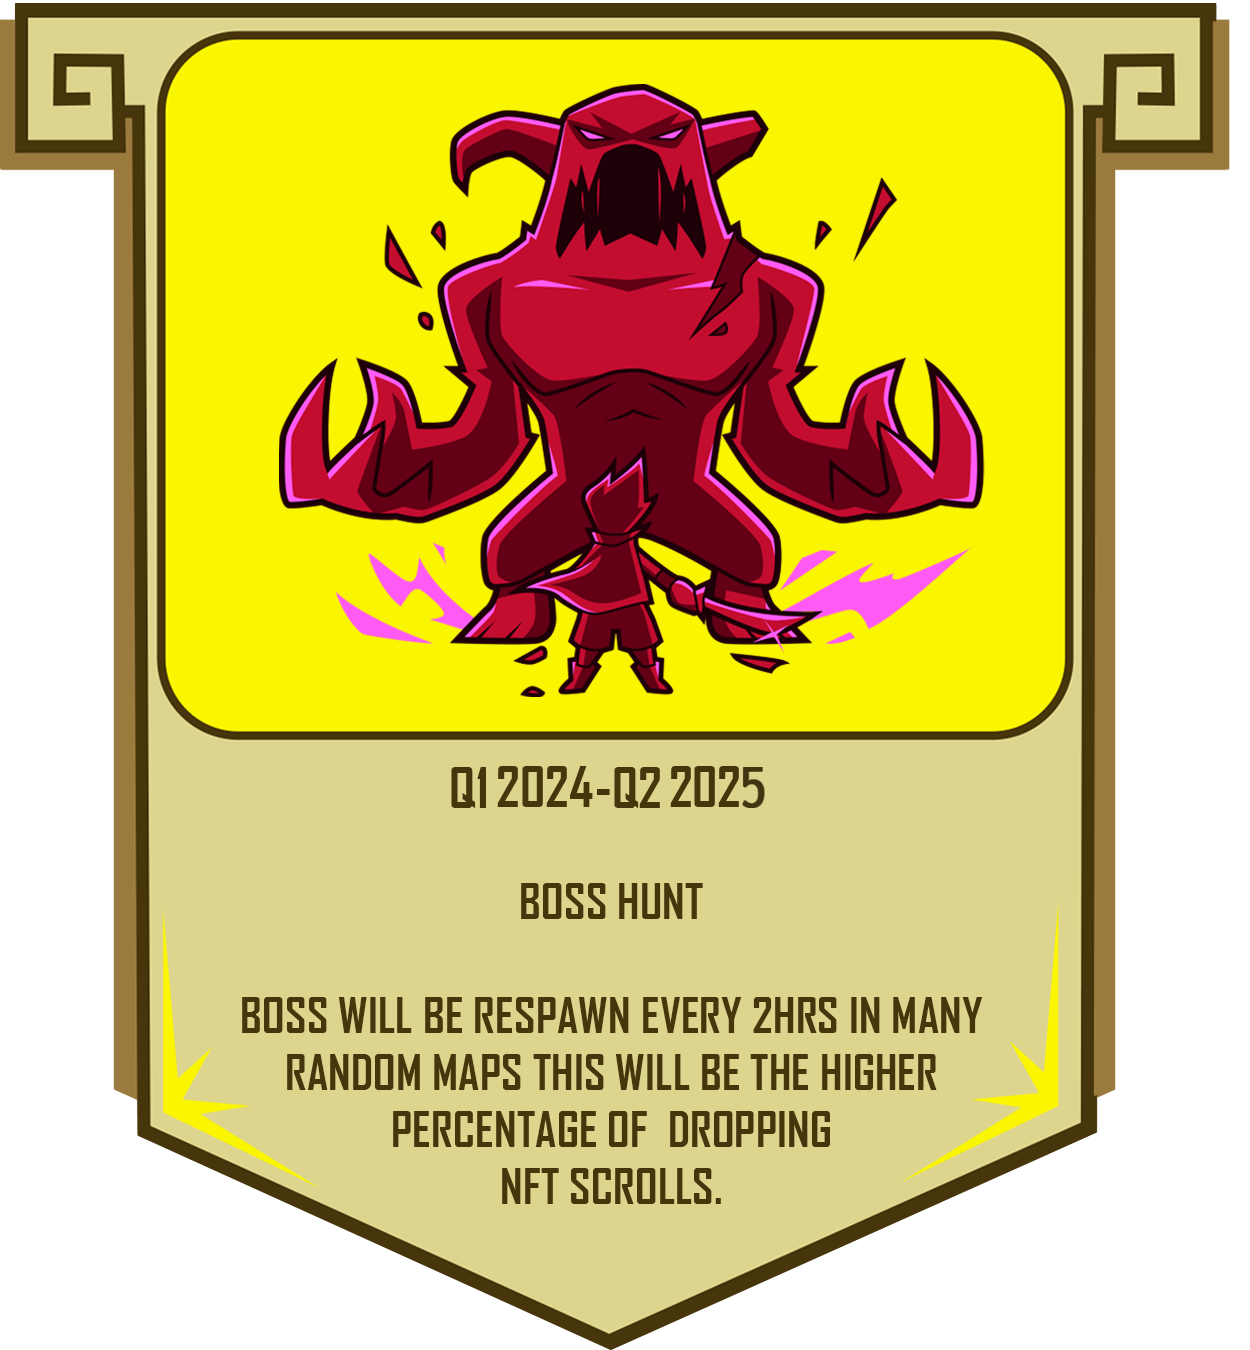 Q1 2024-Q2 2025
BOSS HUNT
BOSS WILL BE RESPAWN EVERY 2HRS IN MANY
RANDOM MAPS THIS WILL BE THE HIGHER
PERCENTAGE OF DROPPING
NFT SCROLLS.